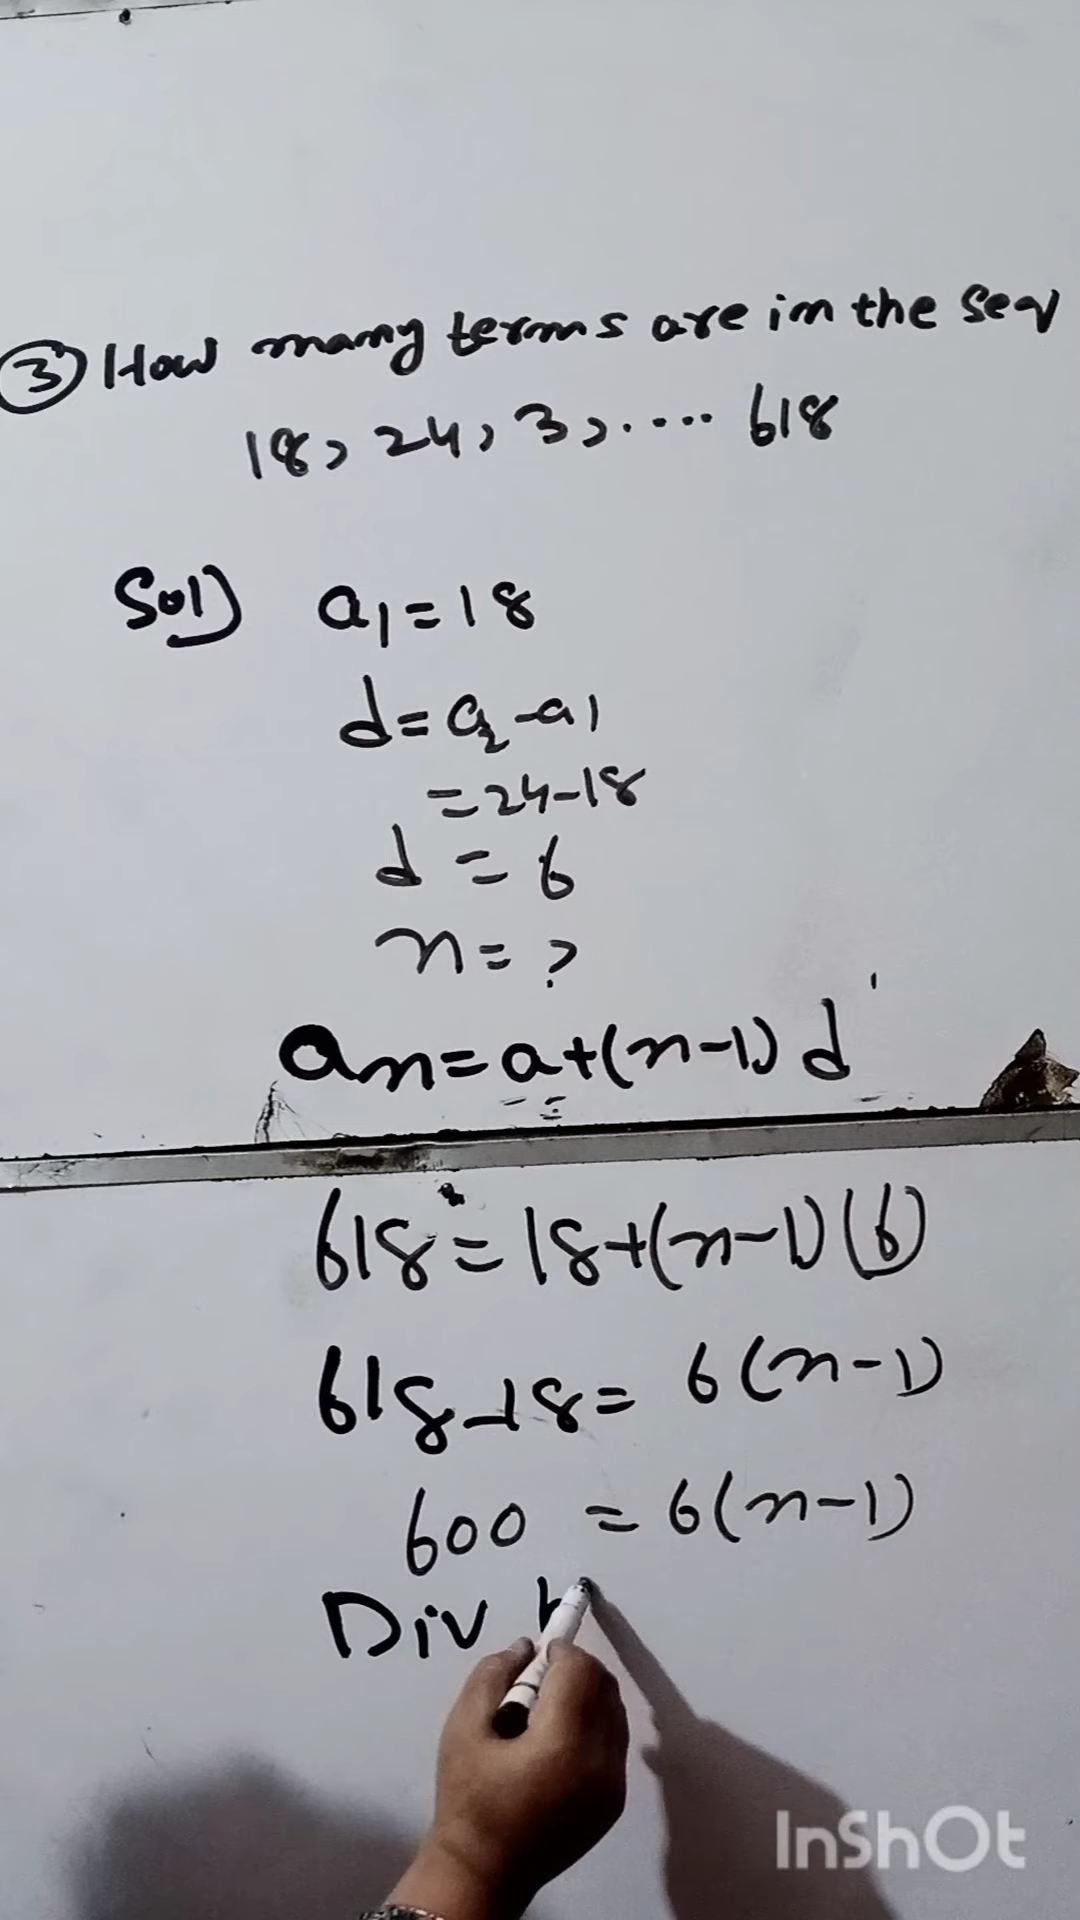 ③ How many terms are in the Seq
18, 24, 3,.... 618
Sol)
a1=18
d=a2-a1
=24-18
d = 6
n=?
an=a+(n-1)d
618=18+(n-1)(6)
618-18= 6(n-1)
600 = 6(n-1)
Div
InShOt